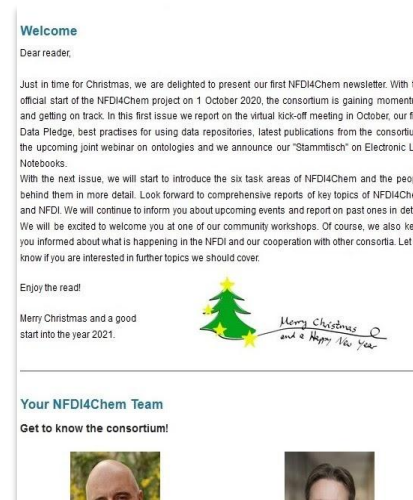 Welcome
Dear reader,
Just in time for Christmas, we are delighted to present our first NFDI4Chem newsletter. With
official start of the NFDI4Chem project on 1 October 2020, the consortium is gaining
and getting on track. In this first issue we report on the virtual kick-off meeting in October, our
Data Pledge, best practises for using data repositories, latest publications from the
the upcoming joint webinar on ontologies and we announce our "Stammtisch" on Electronic
Notebooks.
With the next issue, we will start to introduce the six task areas of NFDI4Chem and the
behind them in more detail. Look forward to comprehensive reports of key topics of
and NFDI. We will continue to inform you about upcoming events and report on past ones in
We will be excited to welcome you at one of our community workshops. Of course, we also
you informed about what is happening in the NFDI and our cooperation with other consortia. Let
know if you are interested in further topics we should cover.
Enjoy the read!
Merry Christmas and a good
start into the year 2021.
Merry Christmas
and a Happy New Year
Your NFDI4Chem Team
Get to know the consortium!